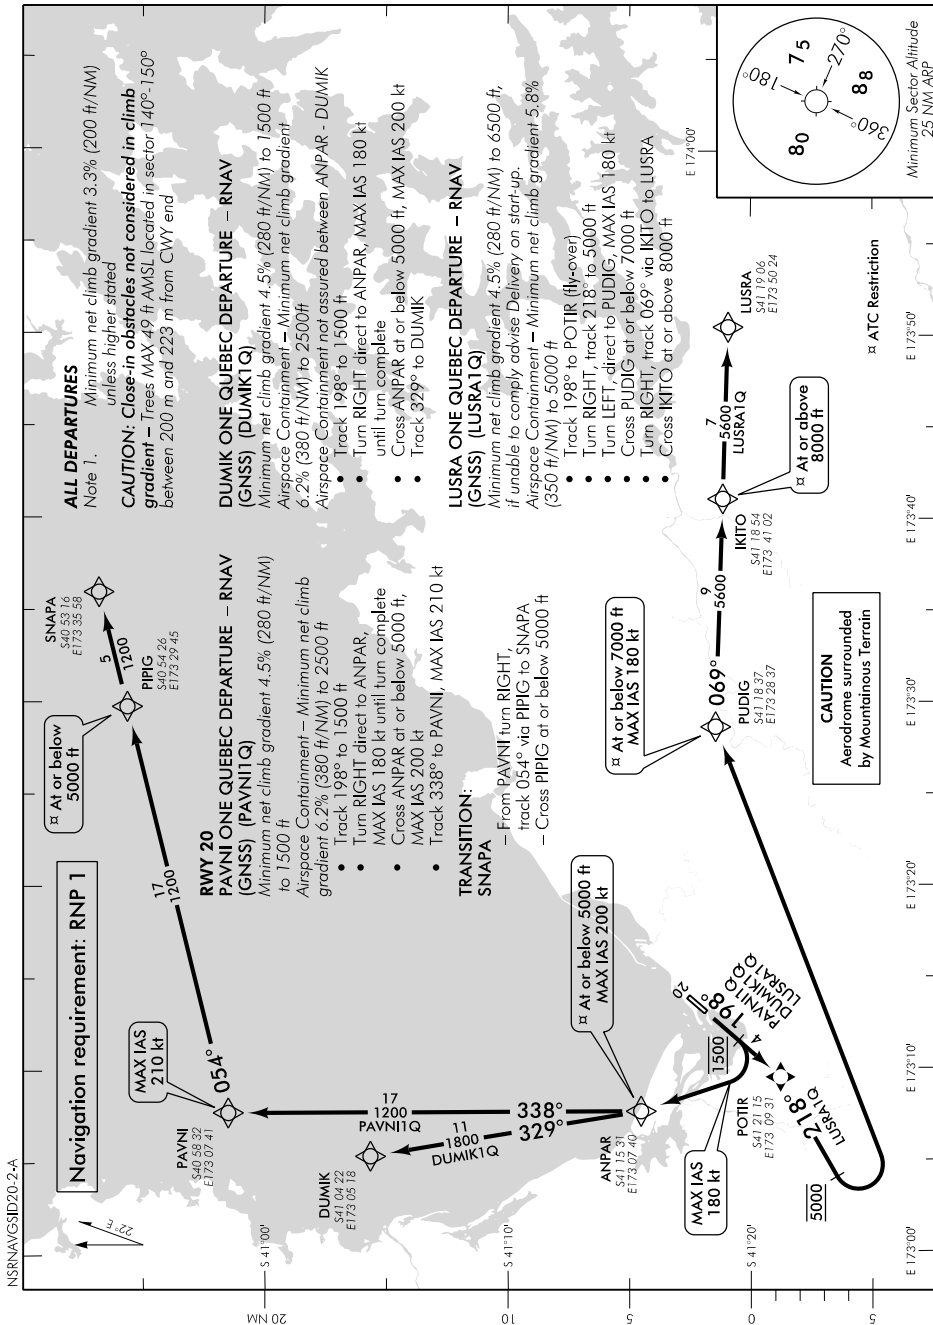 NSRNAVGSID20-2-A
22° E
Navigation requirement: RNP 1
ALL DEPARTURES
Note 1. Minimum net climb gradient 3.3% (200 ft/NM)
unless higher stated
CAUTION: Close-in obstacles not considered in climb
gradient – Trees MAX 49 ft AMSL located in sector 140°-150°
between 200 m and 223 m from CWY end
RWY 20
PAVNI ONE QUEBEC DEPARTURE – RNAV
(GNSS) (PAVNI1Q)
Minimum net climb gradient 4.5% (280 ft/NM)
to 1500 ft
Airspace Containment – Minimum net climb
gradient 6.2% (380 ft/NM) to 2500 ft
• Track 198° to 1500 ft
• Turn RIGHT direct to ANPAR,
MAX IAS 180 kt until turn complete
• Cross ANPAR at or below 5000 ft,
MAX IAS 200 kt
• Track 338° to PAVNI, MAX IAS 210 kt
TRANSITION:
SNAPA
– From PAVNI turn RIGHT,
track 054° via PIPIG to SNAPA
– Cross PIPIG at or below 5000 ft
DUMIK ONE QUEBEC DEPARTURE – RNAV
(GNSS) (DUMIK1Q)
Minimum net climb gradient 4.5% (280 ft/NM) to 1500 ft
Airspace Containment – Minimum net climb gradient
6.2% (380 ft/NM) to 2500ft
Airspace Containment not assured between ANPAR - DUMIK
• Track 198° to 1500 ft
• Turn RIGHT direct to ANPAR, MAX IAS 180 kt
until turn complete
• Cross ANPAR at or below 5000 ft, MAX IAS 200 kt
• Track 329° to DUMIK
LUSRA ONE QUEBEC DEPARTURE – RNAV
(GNSS) (LUSRA1Q)
Minimum net climb gradient 4.5% (280 ft/NM) to 6500 ft,
if unable to comply advise Delivery on start-up.
Airspace Containment – Minimum net climb gradient 5.8%
(350 ft/NM) to 5000 ft
• Track 198° to POTIR (fly-over)
• Turn RIGHT, track 218° to 5000 ft
• Turn LEFT, direct to PUDIG, MAX IAS 180 kt
• Cross PUDIG at or below 7000 ft
• Turn RIGHT, track 069° via IKITO to LUSRA
• Cross IKITO at or above 8000 ft
SNAPA
S40 53 16
E173 35 58
5
1200
PIPIG
S40 54 26
E173 29 45
¤ At or below
5000 ft
17
1200
054°
MAX IAS
210 kt
PAVNI
S40 58 32
E173 07 41
17
1200
PAVNI1Q
338°
DUMIK
S41 04 22
E173 05 18
11
1800
DUMIK1Q
329°
¤ At or below 5000 ft
MAX IAS 200 kt
ANPAR
S41 15 31
E173 07 40
MAX IAS
180 kt
1500
20
198°
PAVNI1Q
DUMIK1Q
LUSRA1Q
4
POTIR
S41 21 15
E173 09 31
218°
LUSRA1Q
5000
¤ At or below 7000 ft
MAX IAS 180 kt
069°
PUDIG
S41 18 37
E173 28 37
9
5600
IKITO
S41 18 54
E173 41 02
¤ At or above
8000 ft
7
5600
LUSRA1Q
LUSRA
S41 19 06
E173 50 24
CAUTION
Aerodrome surrounded
by Mountainous Terrain
¤ ATC Restriction
180°
270°
360°
75
88
80
Minimum Sector Altitude
25 NM ARP
S 41°00'
S 41°10'
S 41°20'
20 NM
10
5
0
5
E 173°00'
E 173°10'
E 173°20'
E 173°30'
E 173°40'
E 173°50'
E 174°00'